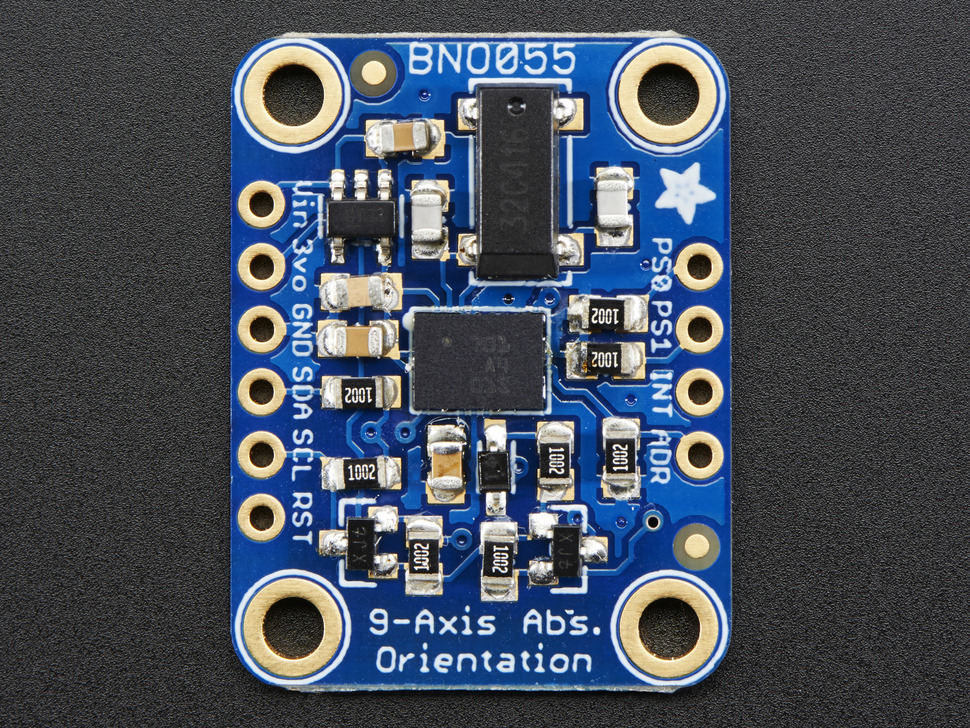 BNO055
32C416
Vin
3vo
GND
SDA
SCL
RST
PS0
PS1
INT
ADR
1002
1002
1002
1002
1002
1002
1002
1002
9-Axis Abs.
Orientation